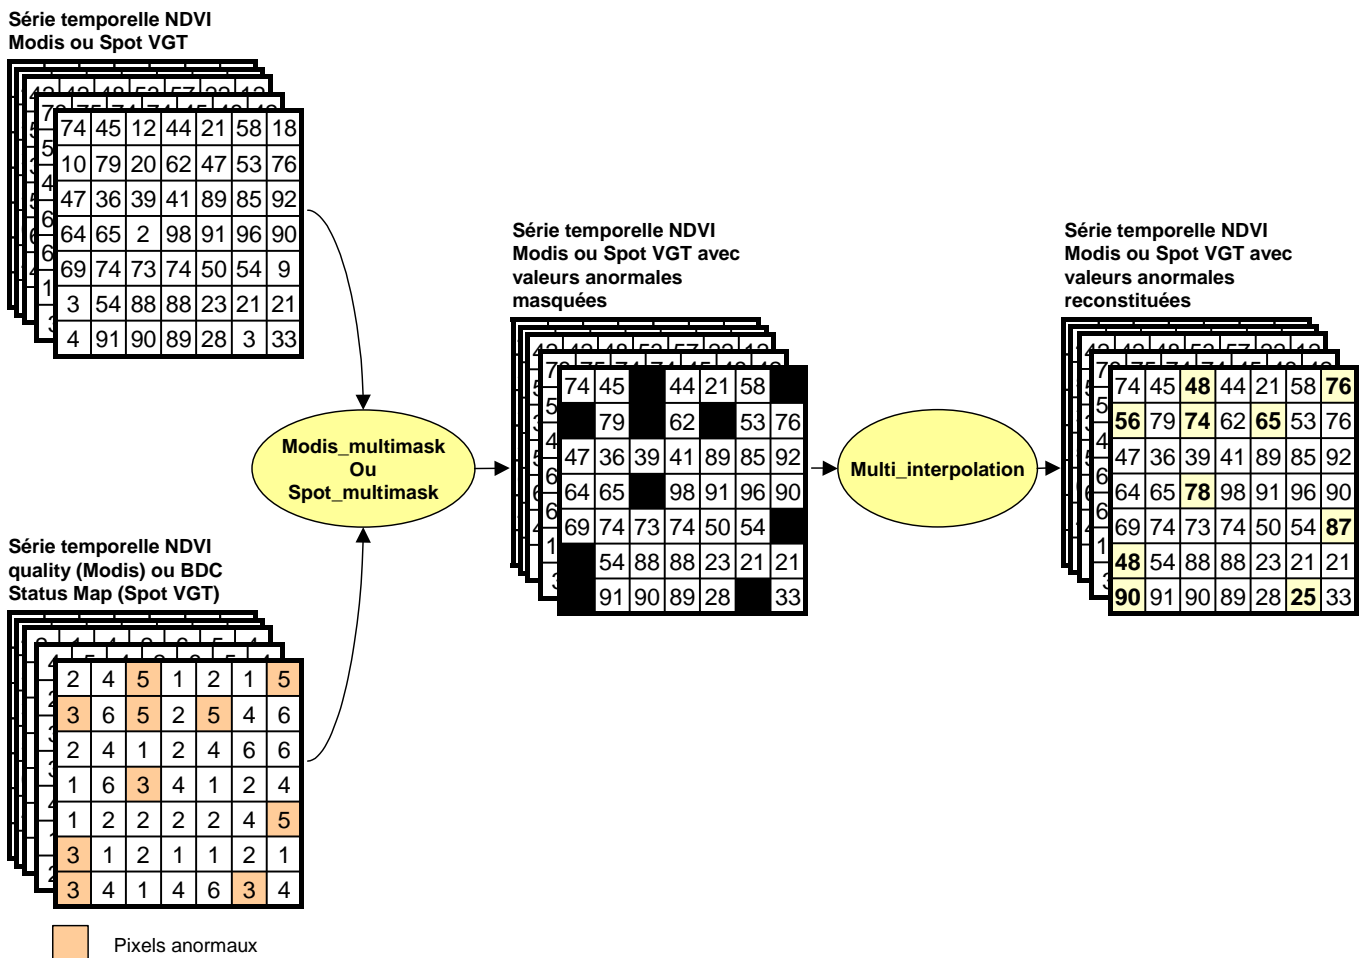 Série temporelle NDVI
Modis ou Spot VGT
74 45 12 44 21 58 18
10 79 20 62 47 53 76
47 36 39 41 89 85 92
64 65 2 98 91 96 90
69 74 73 74 50 54 9
3 54 88 88 23 21 21
4 91 90 89 28 3 33
Série temporelle NDVI
quality (Modis) ou BDC
Status Map (Spot VGT)
2 4 5 1 2 1 5
3 6 5 2 5 4 6
2 4 1 2 4 6 6
1 6 3 4 1 2 4
1 2 2 2 2 4 5
3 1 2 1 1 2 1
3 4 1 4 6 3 4
Pixels anormaux
Modis_multimask
Ou
Spot_multimask
Série temporelle NDVI
Modis ou Spot VGT avec
valeurs anormales
masquées
74 45 44 21 58
79 62 53 76
47 36 39 41 89 85 92
64 65 98 91 96 90
69 74 73 74 50 54
54 88 88 23 21 21
91 90 89 28 33
Multi_interpolation
Série temporelle NDVI
Modis ou Spot VGT avec
valeurs anormales
reconstituées
74 45 48 44 21 58 76
56 79 74 62 65 53 76
47 36 39 41 89 85 92
64 65 78 98 91 96 90
69 74 73 74 50 54 87
48 54 88 88 23 21 21
90 91 90 89 28 25 33